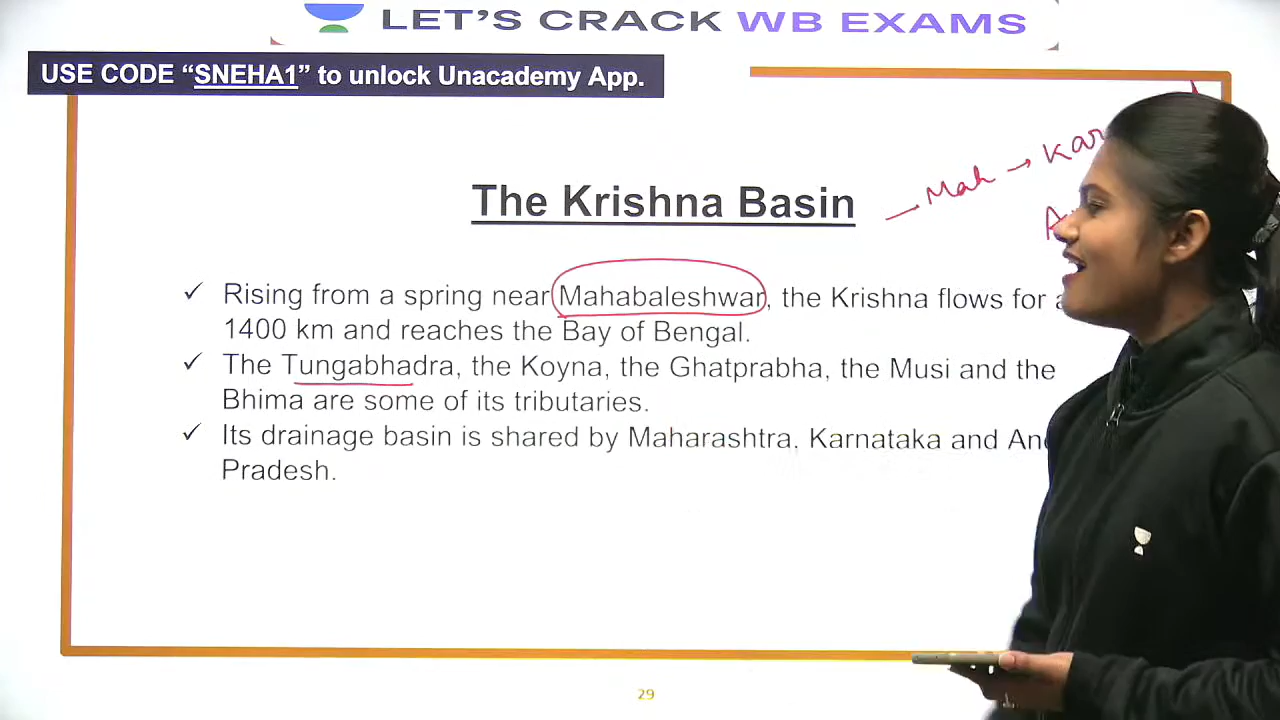 LET'S CRACK WB EXAMS
USE CODE “SNEHA1” to unlock Unacademy App.
Mah → Kar
The Krishna Basin
✓ Rising from a spring near Mahabaleshwar, the Krishna flows for
1400 km and reaches the Bay of Bengal.
✓ The Tungabhadra, the Koyna, the Ghatprabha, the Musi and the
Bhima are some of its tributaries.
✓ Its drainage basin is shared by Maharashtra, Karnataka and
Pradesh.
29